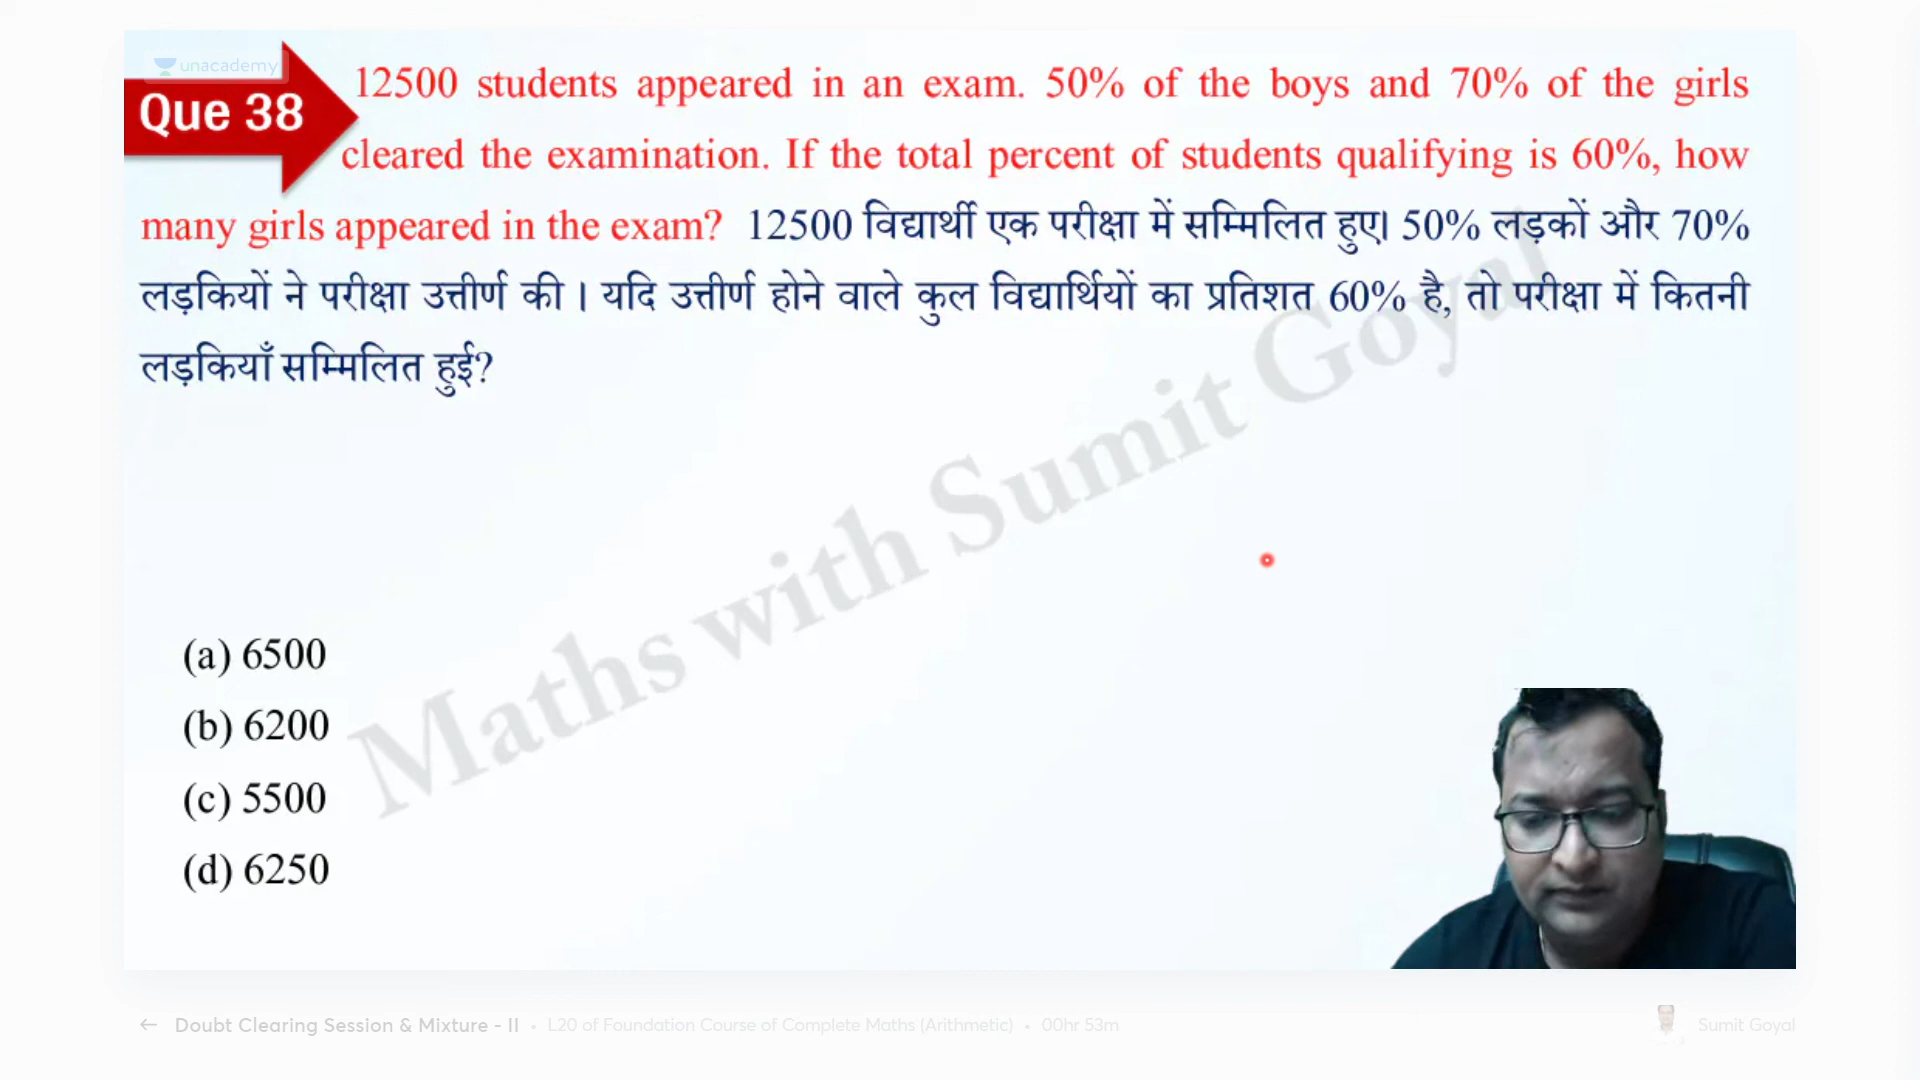 unacademy
Que 38
12500 students appeared in an exam. 50% of the boys and 70% of the girls
cleared the examination. If the total percent of students qualifying is 60%, how
many girls appeared in the exam? 12500 विद्यार्थी एक परीक्षा में सम्मिलित हुए। 50% लड़कों और 70%
लड़कियों ने परीक्षा उत्तीर्ण की । यदि उत्तीर्ण होने वाले कुल विद्यार्थियों का प्रतिशत 60% है, तो परीक्षा में कितनी
लड़कियाँ सम्मिलित हुई?
Maths with Sumit Goyal
(a) 6500
(b) 6200
(c) 5500
(d) 6250
← Doubt Clearing Session & Mixture - II • L20 of Foundation Course of Complete Maths (Arithmetic) • 00hr 53m
Sumit Goyal